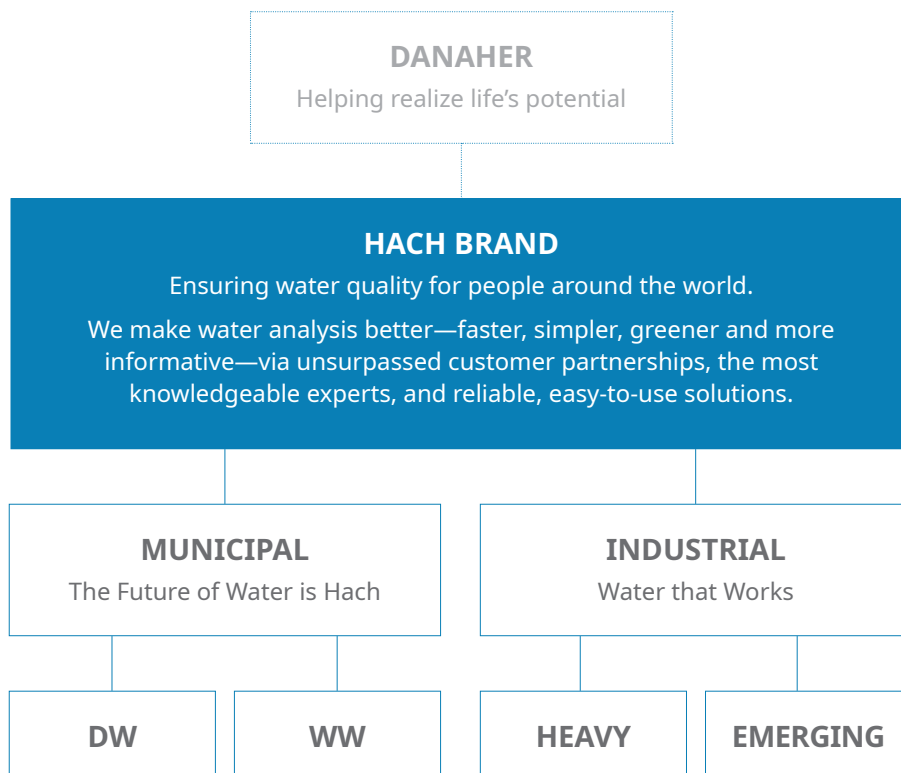 DANAHER
Helping realize life’s potential
HACH BRAND
Ensuring water quality for people around the world.
We make water analysis better—faster, simpler, greener and more
informative—via unsurpassed customer partnerships, the most
knowledgeable experts, and reliable, easy-to-use solutions.
MUNICIPAL
The Future of Water is Hach
INDUSTRIAL
Water that Works
DW
WW
HEAVY
EMERGING